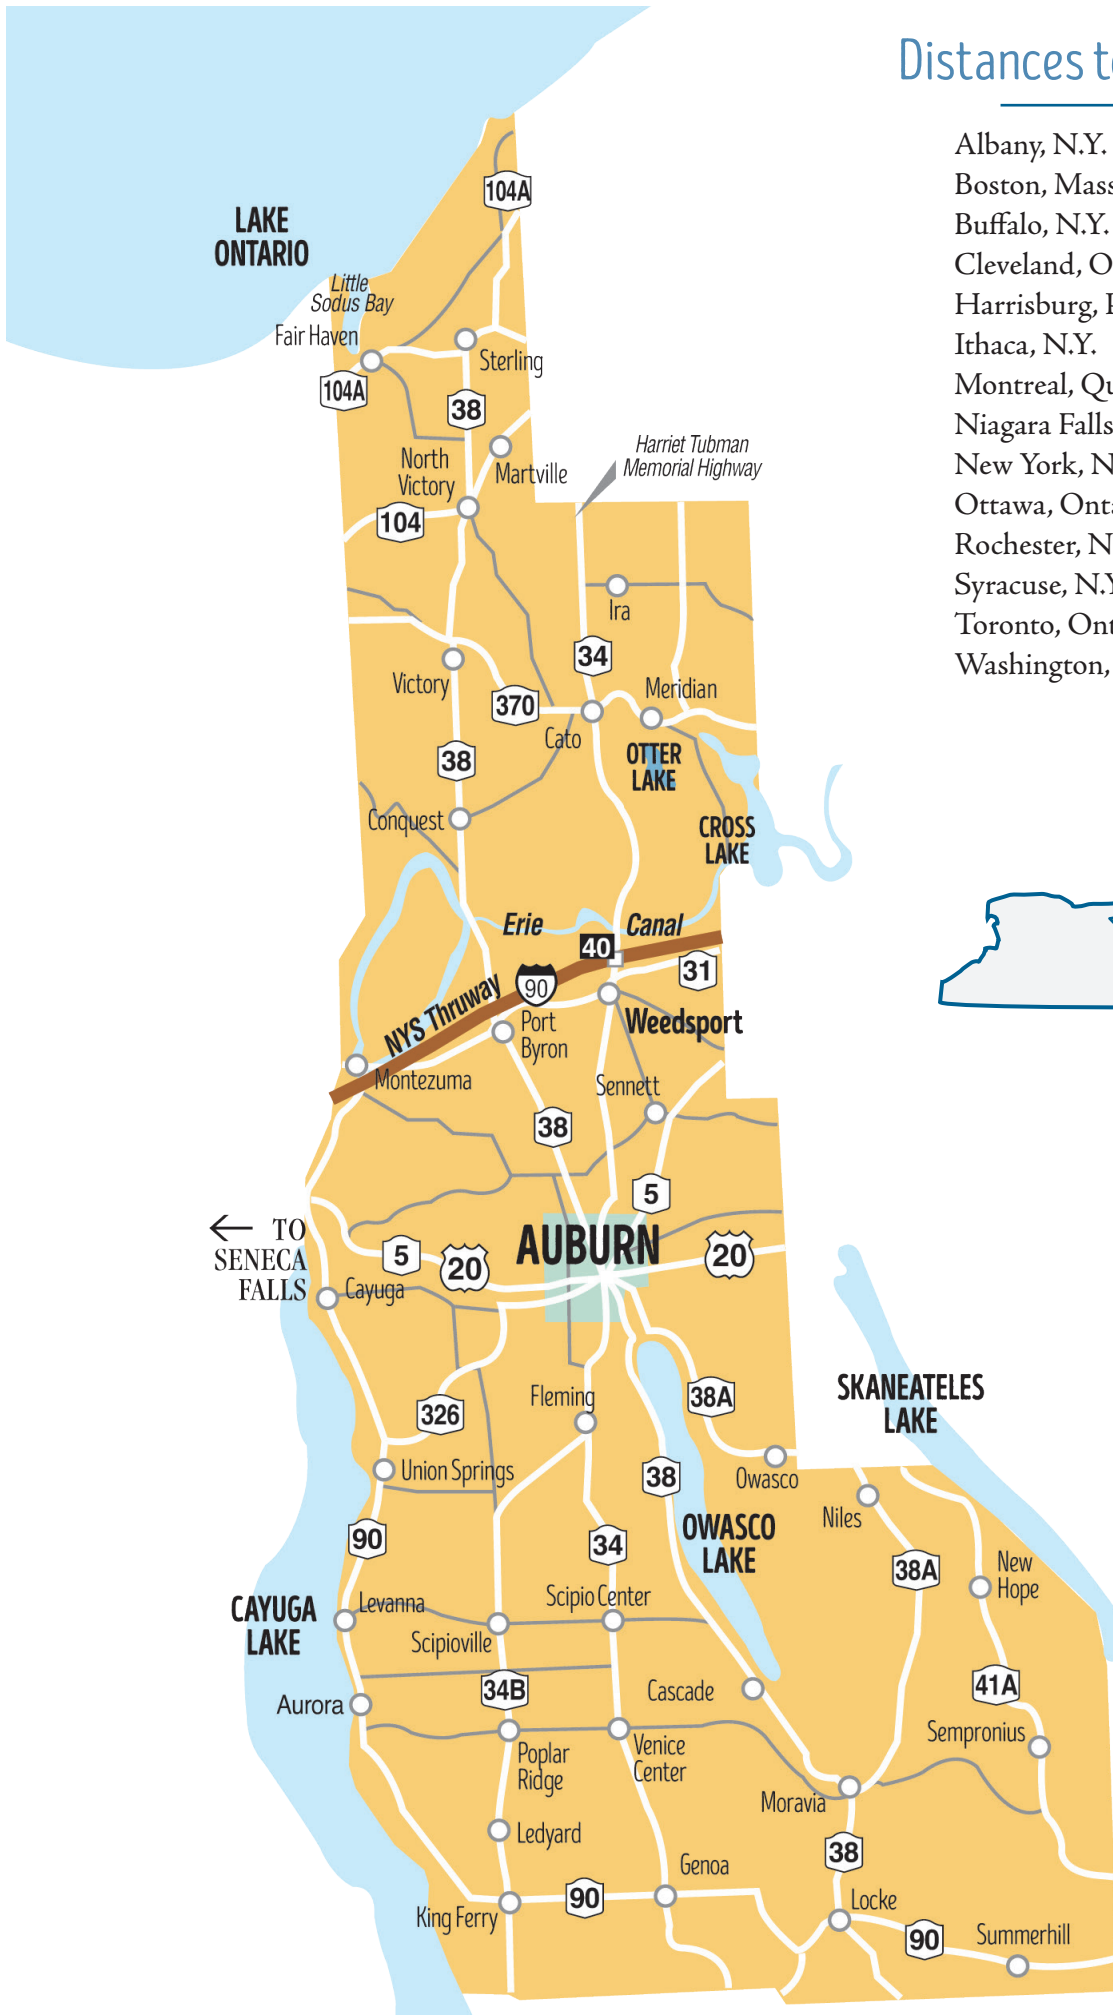 Distances t
Albany, N.Y.
Boston, Mass
Buffalo, N.Y.
Cleveland, O
Harrisburg, P
Ithaca, N.Y.
Montreal, Qu
Niagara Falls
New York, N
Ottawa, Onta
Rochester, N
Syracuse, N.Y
Toronto, Ont
Washington,
104A
LAKE
ONTARIO
Little
Sodus Bay
Fair Haven
Sterling
104A
38
North
Victory
Martville
Harriet Tubman
Memorial Highway
104
Ira
34
Victory
370
Meridian
Cato
OTTER
LAKE
38
Conquest
CROSS
LAKE
Erie
Canal
40
31
90
NYS Thruway
Weedsport
Port
Byron
Montezuma
Sennett
38
5
← TO
SENECA
FALLS
AUBURN
5
20
20
Cayuga
SKANEATELES
LAKE
Fleming
38A
326
Union Springs
38
Owasco
Niles
90
34
OWASCO
LAKE
38A
New
Hope
CAYUGA
LAKE
Levanna
Scipio Center
Scipioville
34B
Cascade
41A
Aurora
Poplar
Ridge
Venice
Center
Sempronius
Moravia
Ledyard
38
Genoa
King Ferry
90
Locke
90
Summerhill